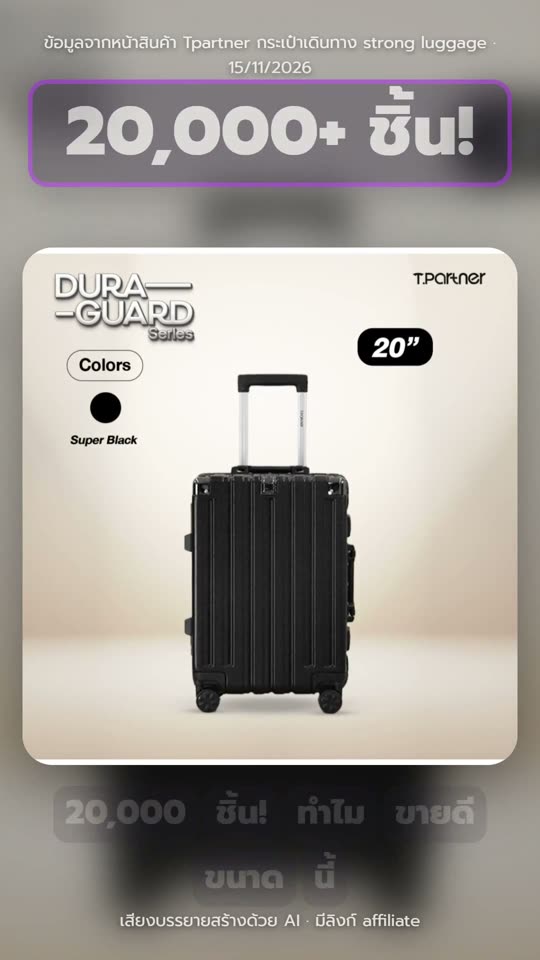 ข้อมูลจากหน้าสินค้า Tpartner กระเป๋าเดินทาง strong luggage ·
15/11/2026
20,000+ ชิ้น!
DURA—
—GUARD
Series
T.Partner
20”
Colors
Super Black
20,000 ชิ้น! ทำไม ขายดี
ขนาด นี้
เสียงบรรยายสร้างด้วย AI · มีลิงก์ affiliate